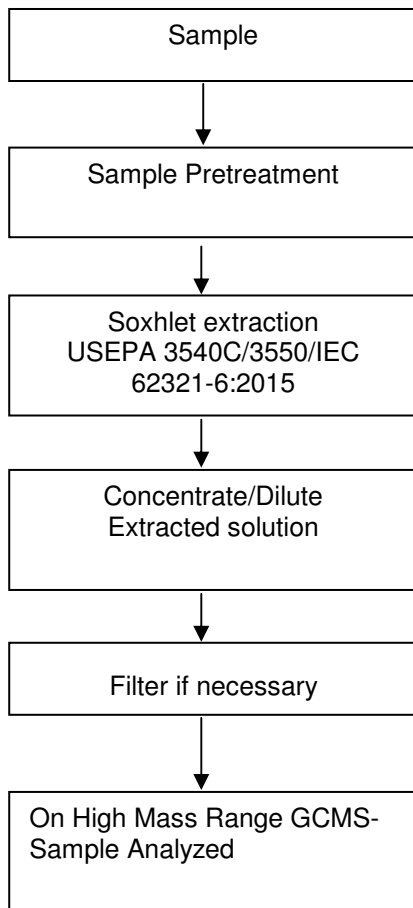 Sample
Sample Pretreatment
Soxhlet extraction
USEPA 3540C/3550/IEC
62321-6:2015
Concentrate/Dilute
Extracted solution
Filter if necessary
On High Mass Range GCMS-
Sample Analyzed